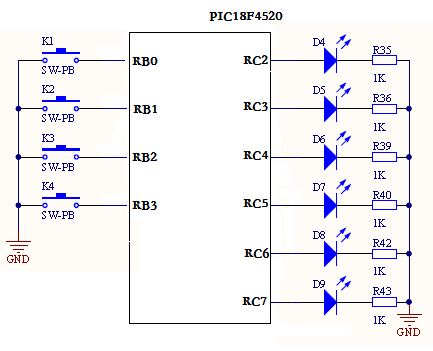 PIC18F4520
K1
SW-PB
K2
SW-PB
K3
SW-PB
K4
SW-PB
GND
RB0
RB1
RB2
RB3
RC2
RC3
RC4
RC5
RC6
RC7
D4
R35
1K
D5
R36
1K
D6
R39
1K
D7
R40
1K
D8
R42
1K
D9
R43
1K
GND